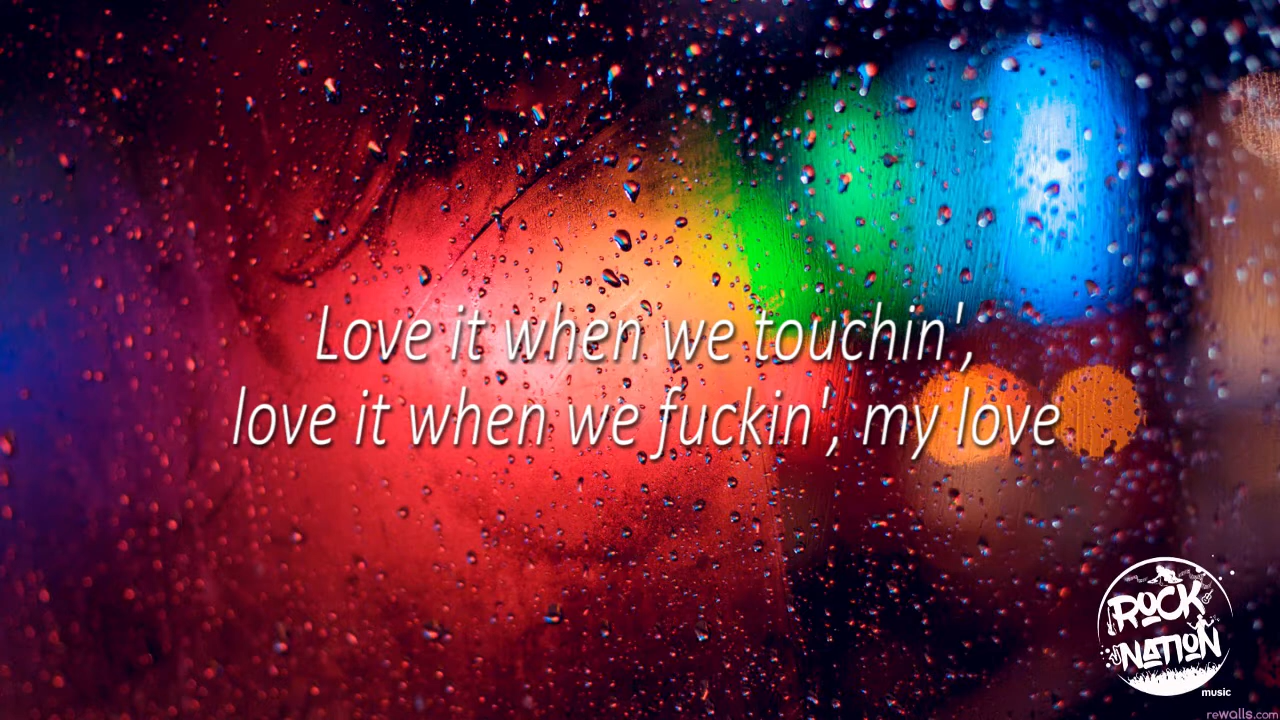 Love it when we touchin',
love it when we fuckin', my love
ROCK
NATION
music
rewalls.com